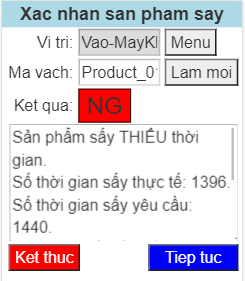 Xac nhan san pham say
Vi tri: Vao-MayKl Menu
Ma vach: Product_0 Lam moi
Ket qua: NG
Sản phẩm sấy THIẾU thời
gian.
Số thời gian sấy thực tế: 1396.
Số thời gian sấy yêu cầu:
1440.
Ket thuc Tiep tuc